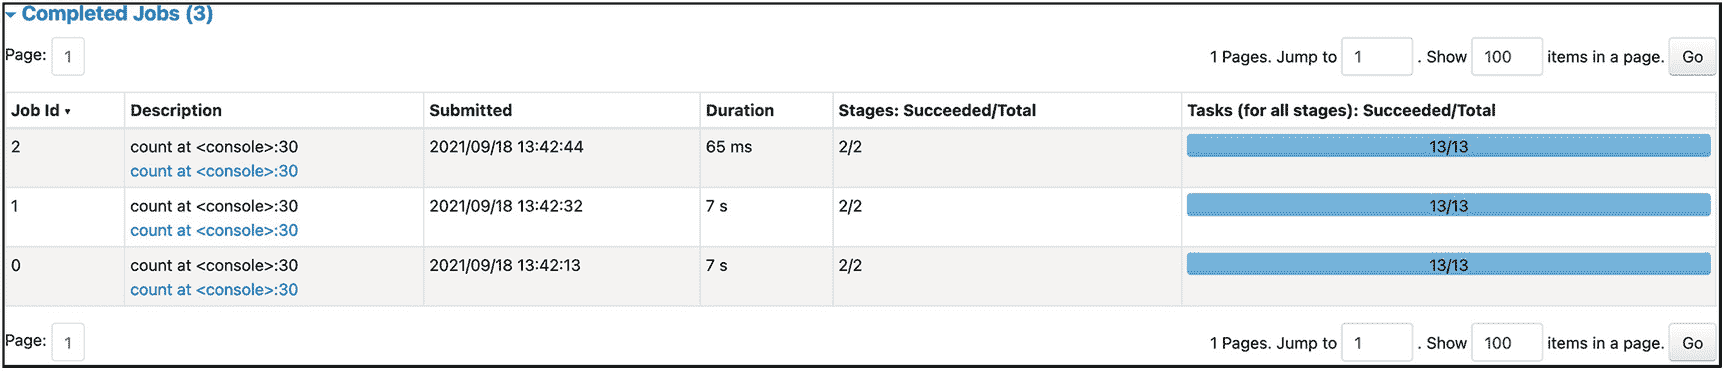 Completed Jobs (3)
Page: 1 1 Pages. Jump to 1 . Show 100 items in a page. Go
Job Id ▾ Description Submitted Duration Stages: Succeeded/Total Tasks (for all stages): Succeeded/Total
2 count at <console>:30 2021/09/18 13:42:44 65 ms 2/2 13/13
count at <console>:30
1 count at <console>:30 2021/09/18 13:42:32 7 s 2/2 13/13
count at <console>:30
0 count at <console>:30 2021/09/18 13:42:13 7 s 2/2 13/13
count at <console>:30
Page: 1 1 Pages. Jump to 1 . Show 100 items in a page. Go